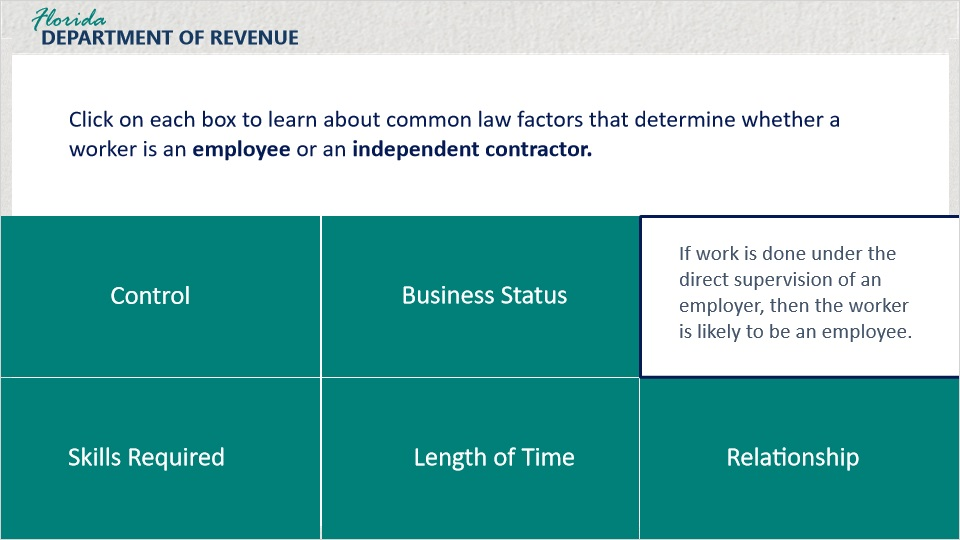 Florida
DEPARTMENT OF REVENUE
Click on each box to learn about common law factors that determine whether a
worker is an employee or an independent contractor.
Control
Business Status
If work is done under the
direct supervision of an
employer, then the worker
is likely to be an employee.
Skills Required
Length of Time
Relationship